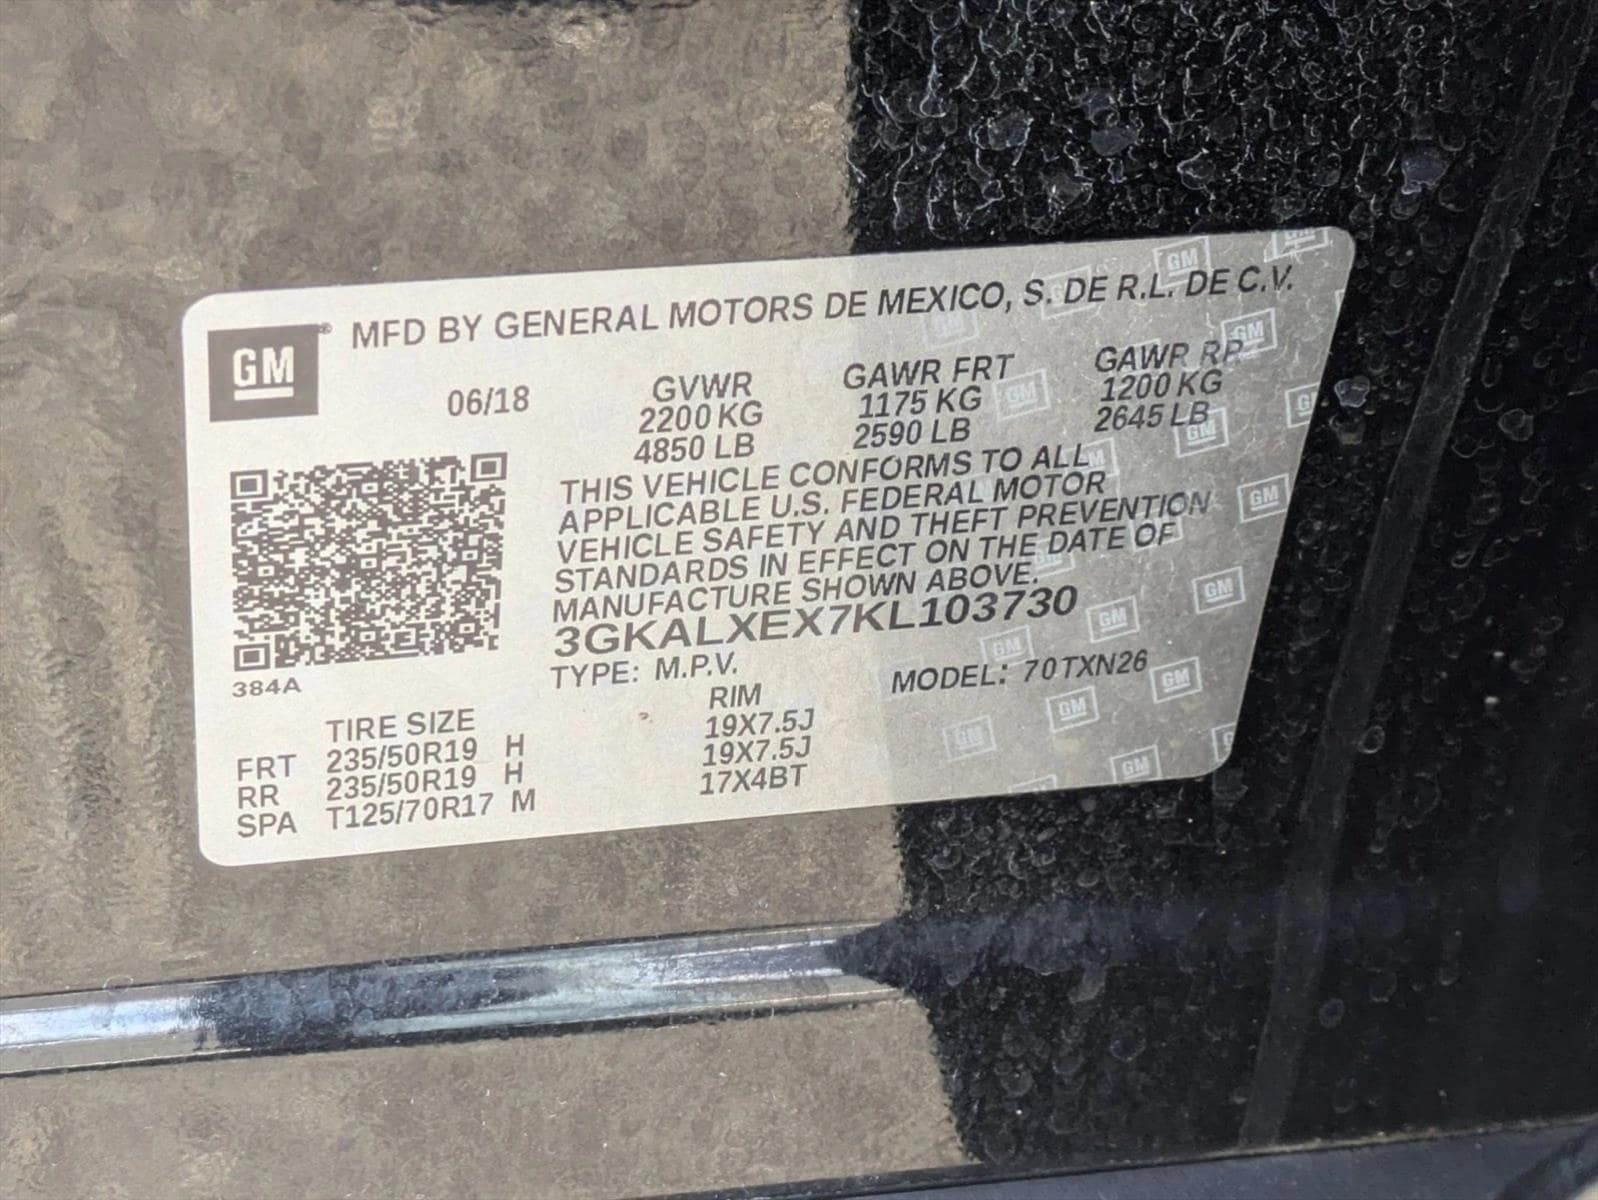 GM ® MFD BY GENERAL MOTORS DE MEXICO, S. DE R.L. DE C.V.
06/18 GVWR GAWR FRT GAWR RR
2200 KG 1175 KG 1200 KG
4850 LB 2590 LB 2645 LB
THIS VEHICLE CONFORMS TO ALL
APPLICABLE U.S. FEDERAL MOTOR
VEHICLE SAFETY AND THEFT PREVENTION
STANDARDS IN EFFECT ON THE DATE OF
MANUFACTURE SHOWN ABOVE.
3GKALXEX7KL103730
384A TYPE: M.P.V. MODEL: 70TXN26
TIRE SIZE RIM
FRT 235/50R19 H 19X7.5J
RR 235/50R19 H 19X7.5J
SPA T125/70R17 M 17X4BT